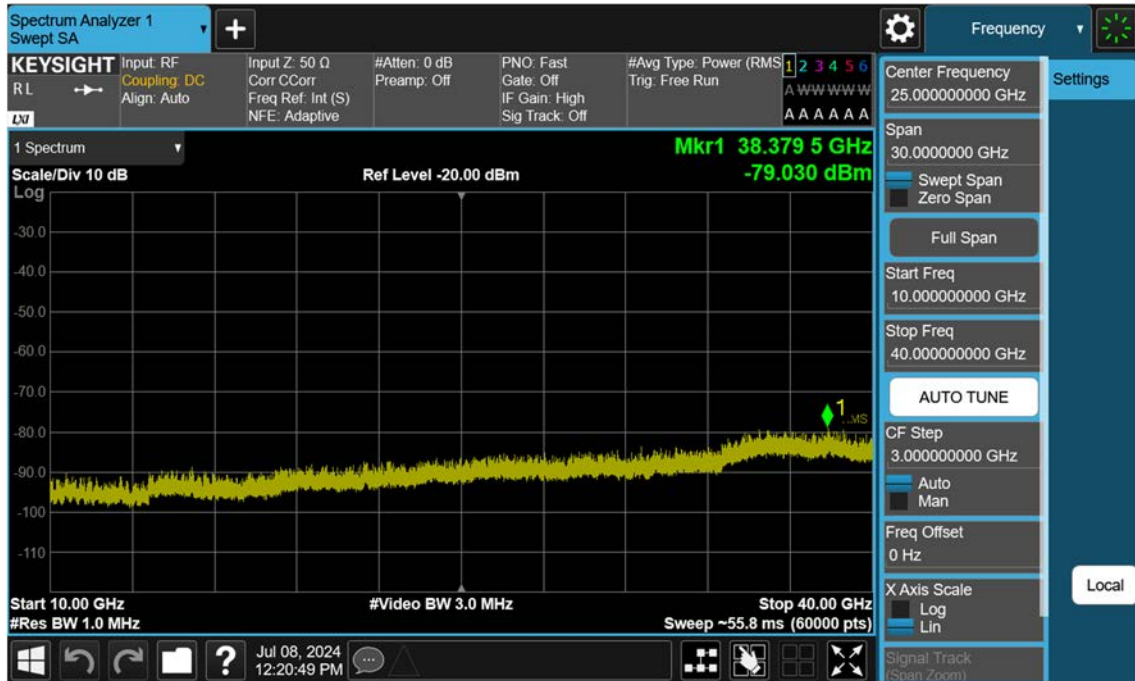 Spectrum Analyzer 1
Swept SA
Frequency
KEYSIGHT
RL
LXI
Input: RF
Coupling: DC
Align: Auto
Input Z: 50 Ω
Corr CCorr
Freq Ref: Int (S)
NFE: Adaptive
#Atten: 0 dB
Preamp: Off
PNO: Fast
Gate: Off
IF Gain: High
Sig Track: Off
#Avg Type: Power (RMS
Trig: Free Run
1 2 3 4 5 6
A W W W W W
A A A A A A
1 Spectrum
Mkr1 38.379 5 GHz
-79.030 dBm
Scale/Div 10 dB
Ref Level -20.00 dBm
Log
-30.0
-40.0
-50.0
-60.0
-70.0
-80.0
-90.0
-100
-110
1
Start 10.00 GHz
#Video BW 3.0 MHz
Stop 40.00 GHz
#Res BW 1.0 MHz
Sweep ~55.8 ms (60000 pts)
Jul 08, 2024
12:20:49 PM
?
Center Frequency
25.000000000 GHz
Span
30.0000000 GHz
Swept Span
Zero Span
Full Span
Start Freq
10.000000000 GHz
Stop Freq
40.000000000 GHz
AUTO TUNE
CF Step
3.000000000 GHz
Auto
Man
Freq Offset
0 Hz
X Axis Scale
Log
Lin
Signal Track
(Span Zoom)
Settings
Local